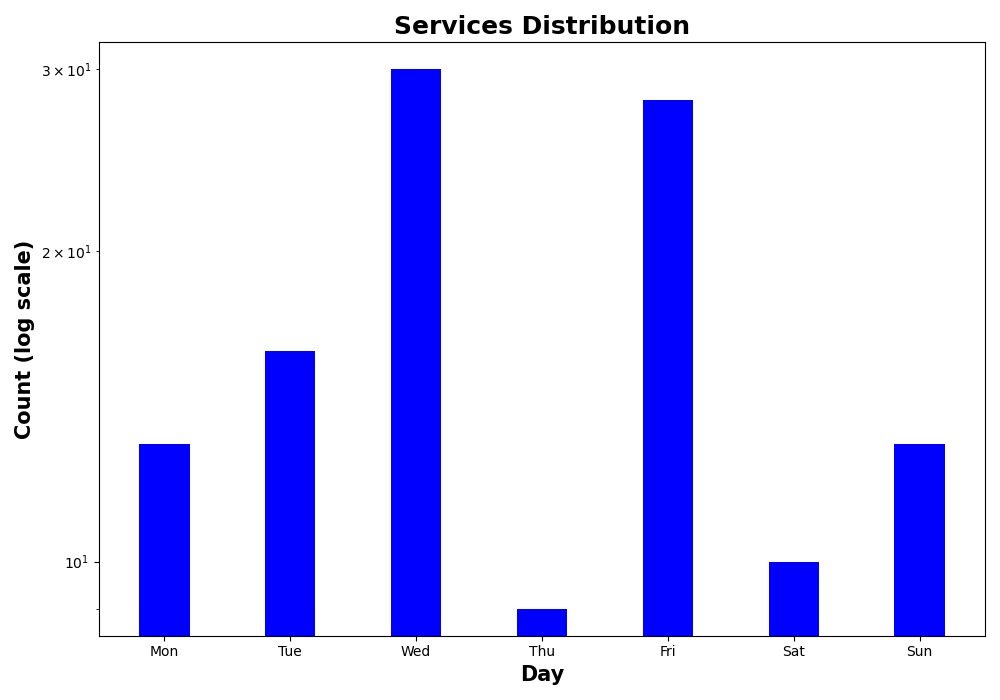 Services Distribution
Count (log scale)
3 × 10¹
2 × 10¹
10¹
Mon Tue Wed Thu Fri Sat Sun
Day